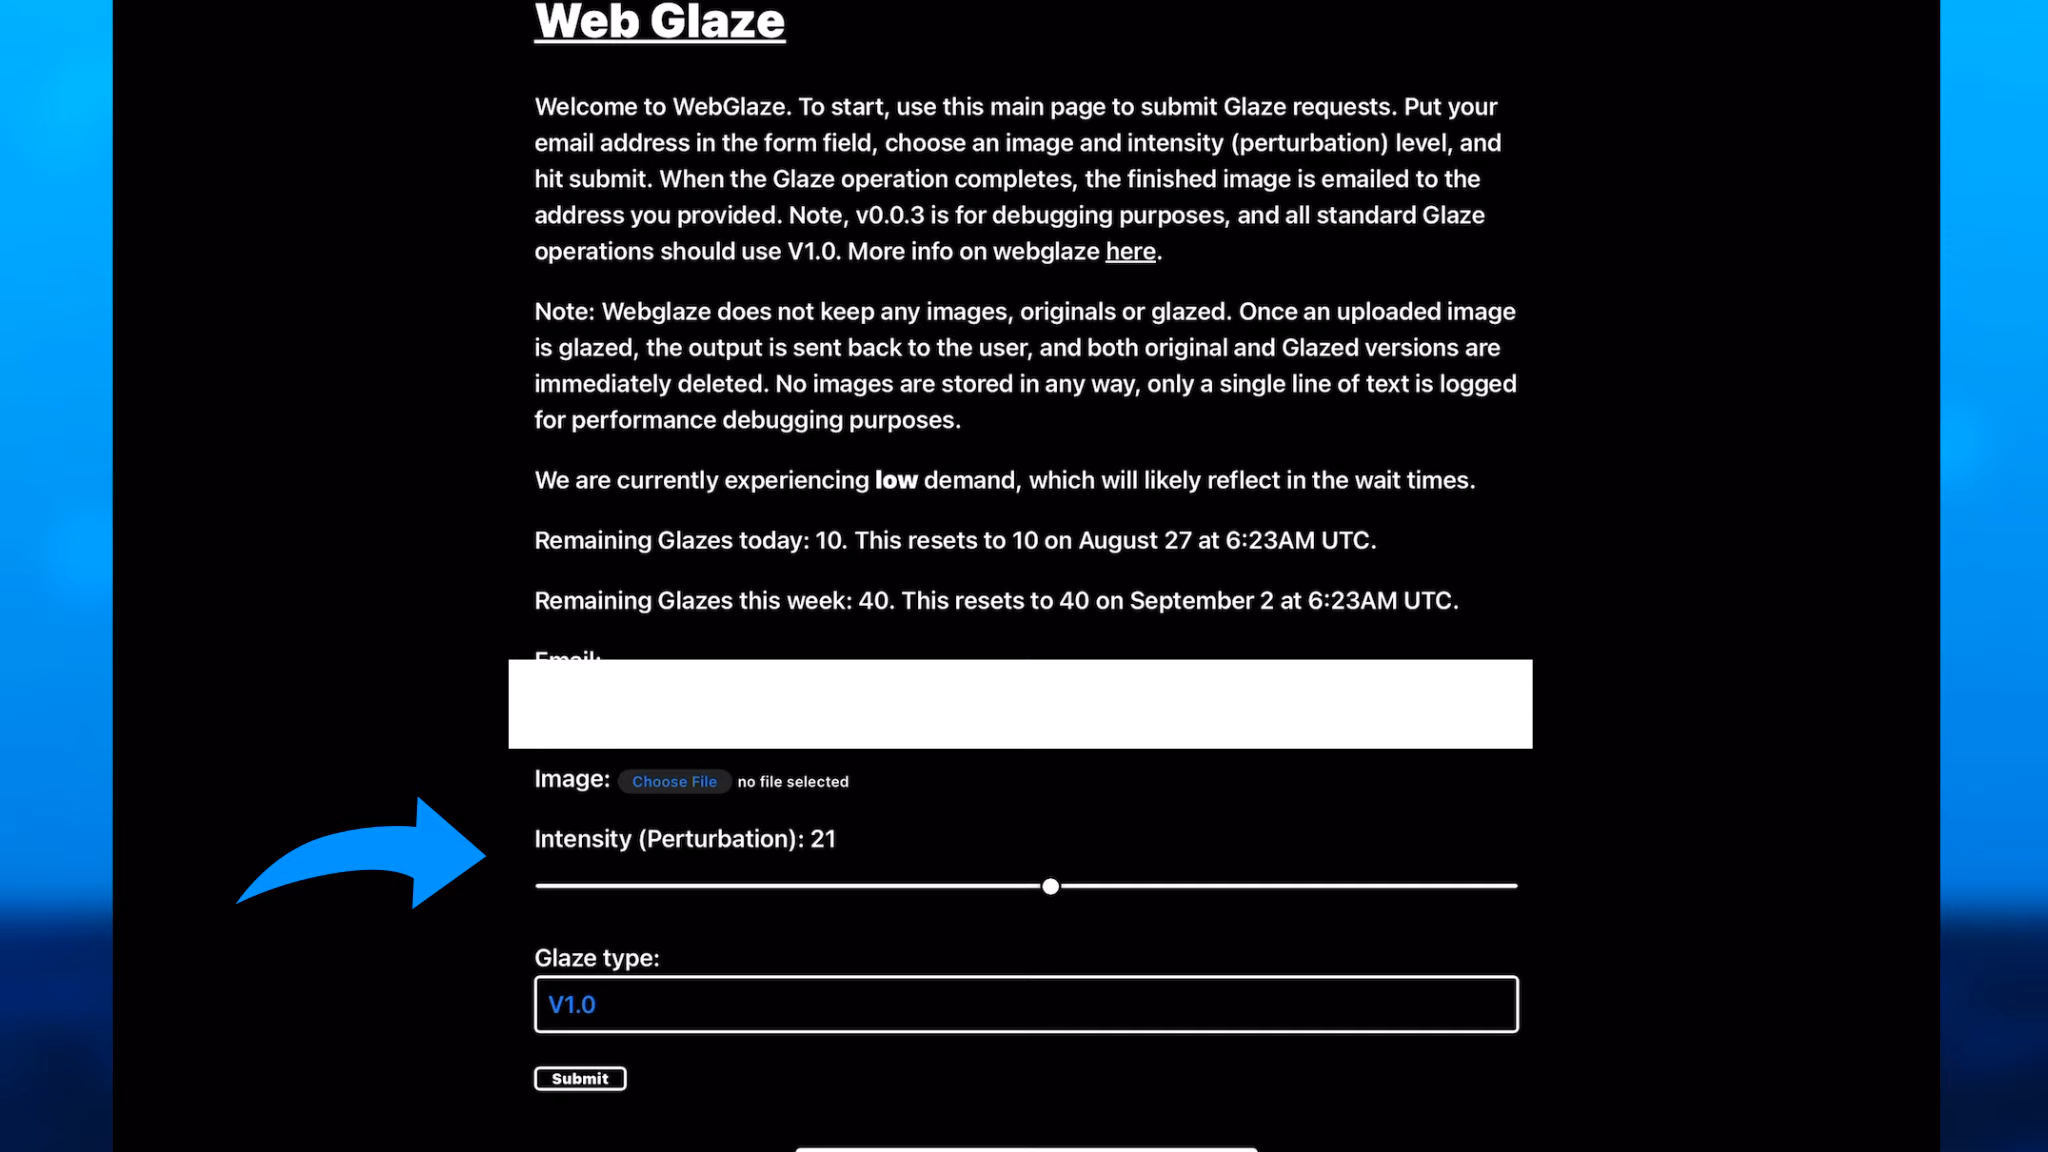 Web Glaze
Welcome to WebGlaze. To start, use this main page to submit Glaze requests. Put your
email address in the form field, choose an image and intensity (perturbation) level, and
hit submit. When the Glaze operation completes, the finished image is emailed to the
address you provided. Note, v0.0.3 is for debugging purposes, and all standard Glaze
operations should use V1.0. More info on webglaze here.
Note: Webglaze does not keep any images, originals or glazed. Once an uploaded image
is glazed, the output is sent back to the user, and both original and Glazed versions are
immediately deleted. No images are stored in any way, only a single line of text is logged
for performance debugging purposes.
We are currently experiencing low demand, which will likely reflect in the wait times.
Remaining Glazes today: 10. This resets to 10 on August 27 at 6:23AM UTC.
Remaining Glazes this week: 40. This resets to 40 on September 2 at 6:23AM UTC.
Email:
Image: Choose File no file selected
Intensity (Perturbation): 21
Glaze type:
V1.0
Submit